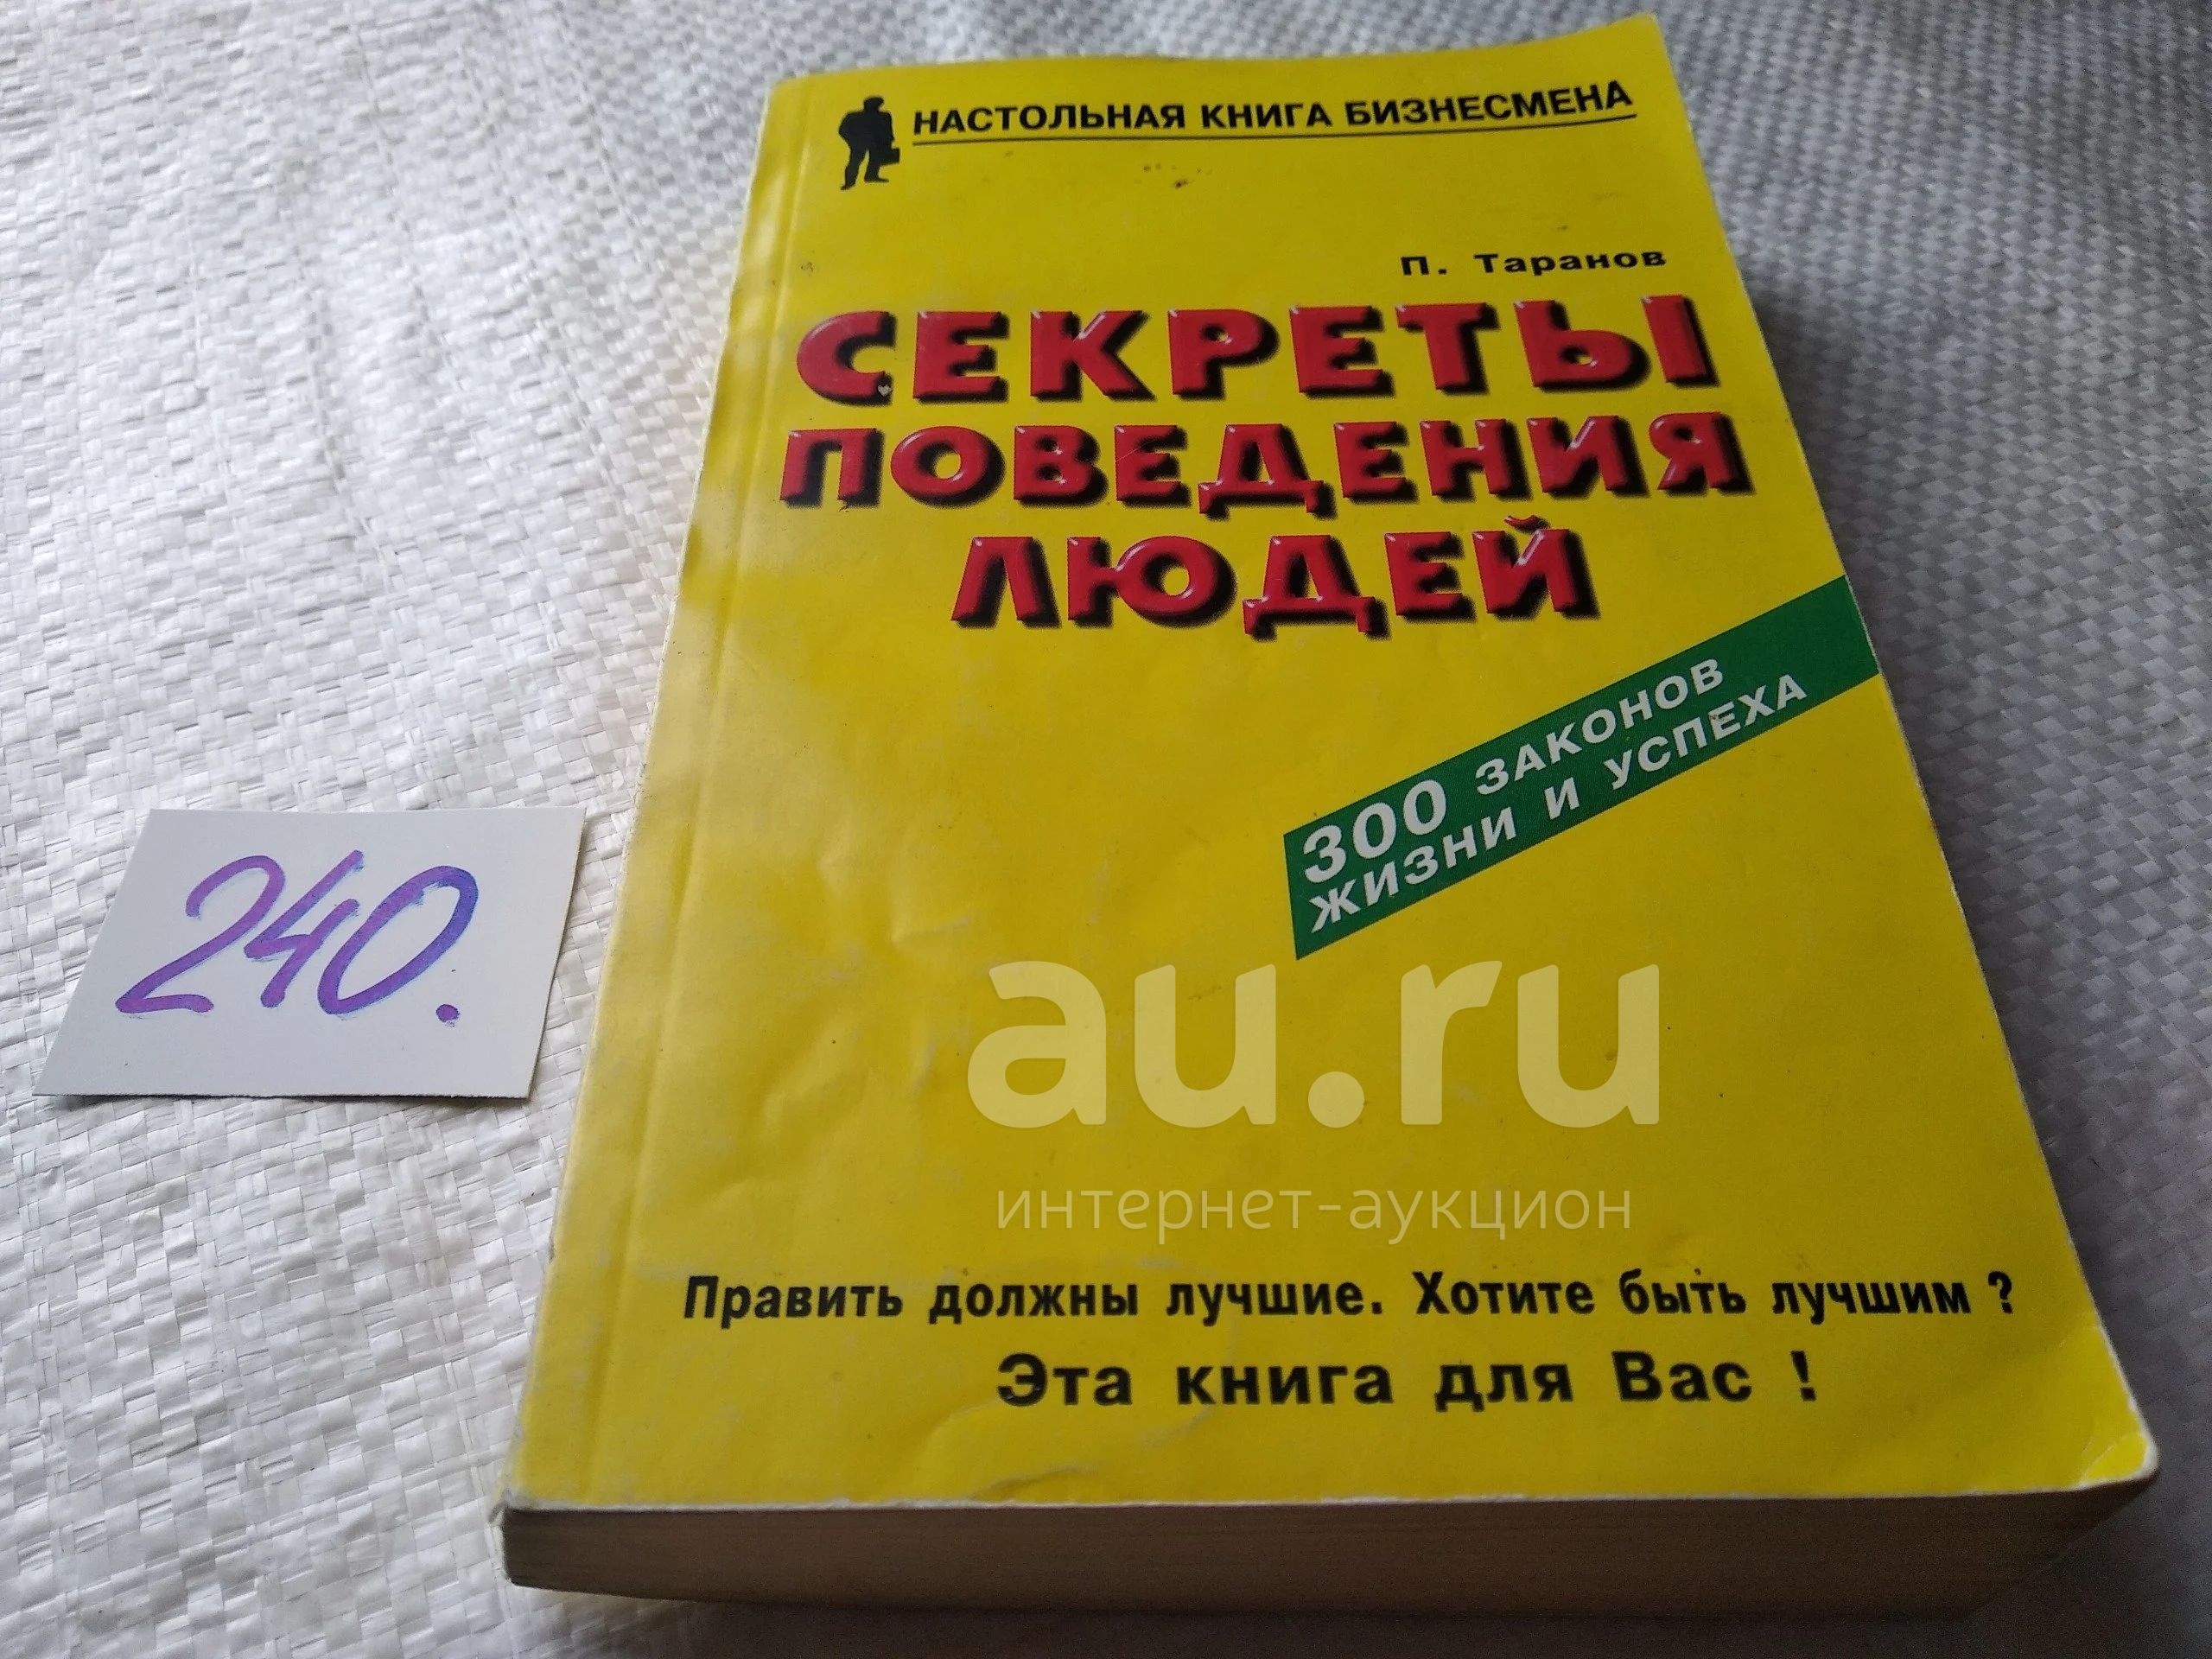 НАСТОЛЬНАЯ КНИГА БИЗНЕСМЕНА
П. Таранов
СЕКРЕТЫ
ПОВЕДЕНИЯ
ЛЮДЕЙ
300 ЗАКОНОВ
ЖИЗНИ И УСПЕХА
240.
au.ru
интернет-аукцион
Править должны лучшие. Хотите быть лучшим ?
Эта книга для Вас !